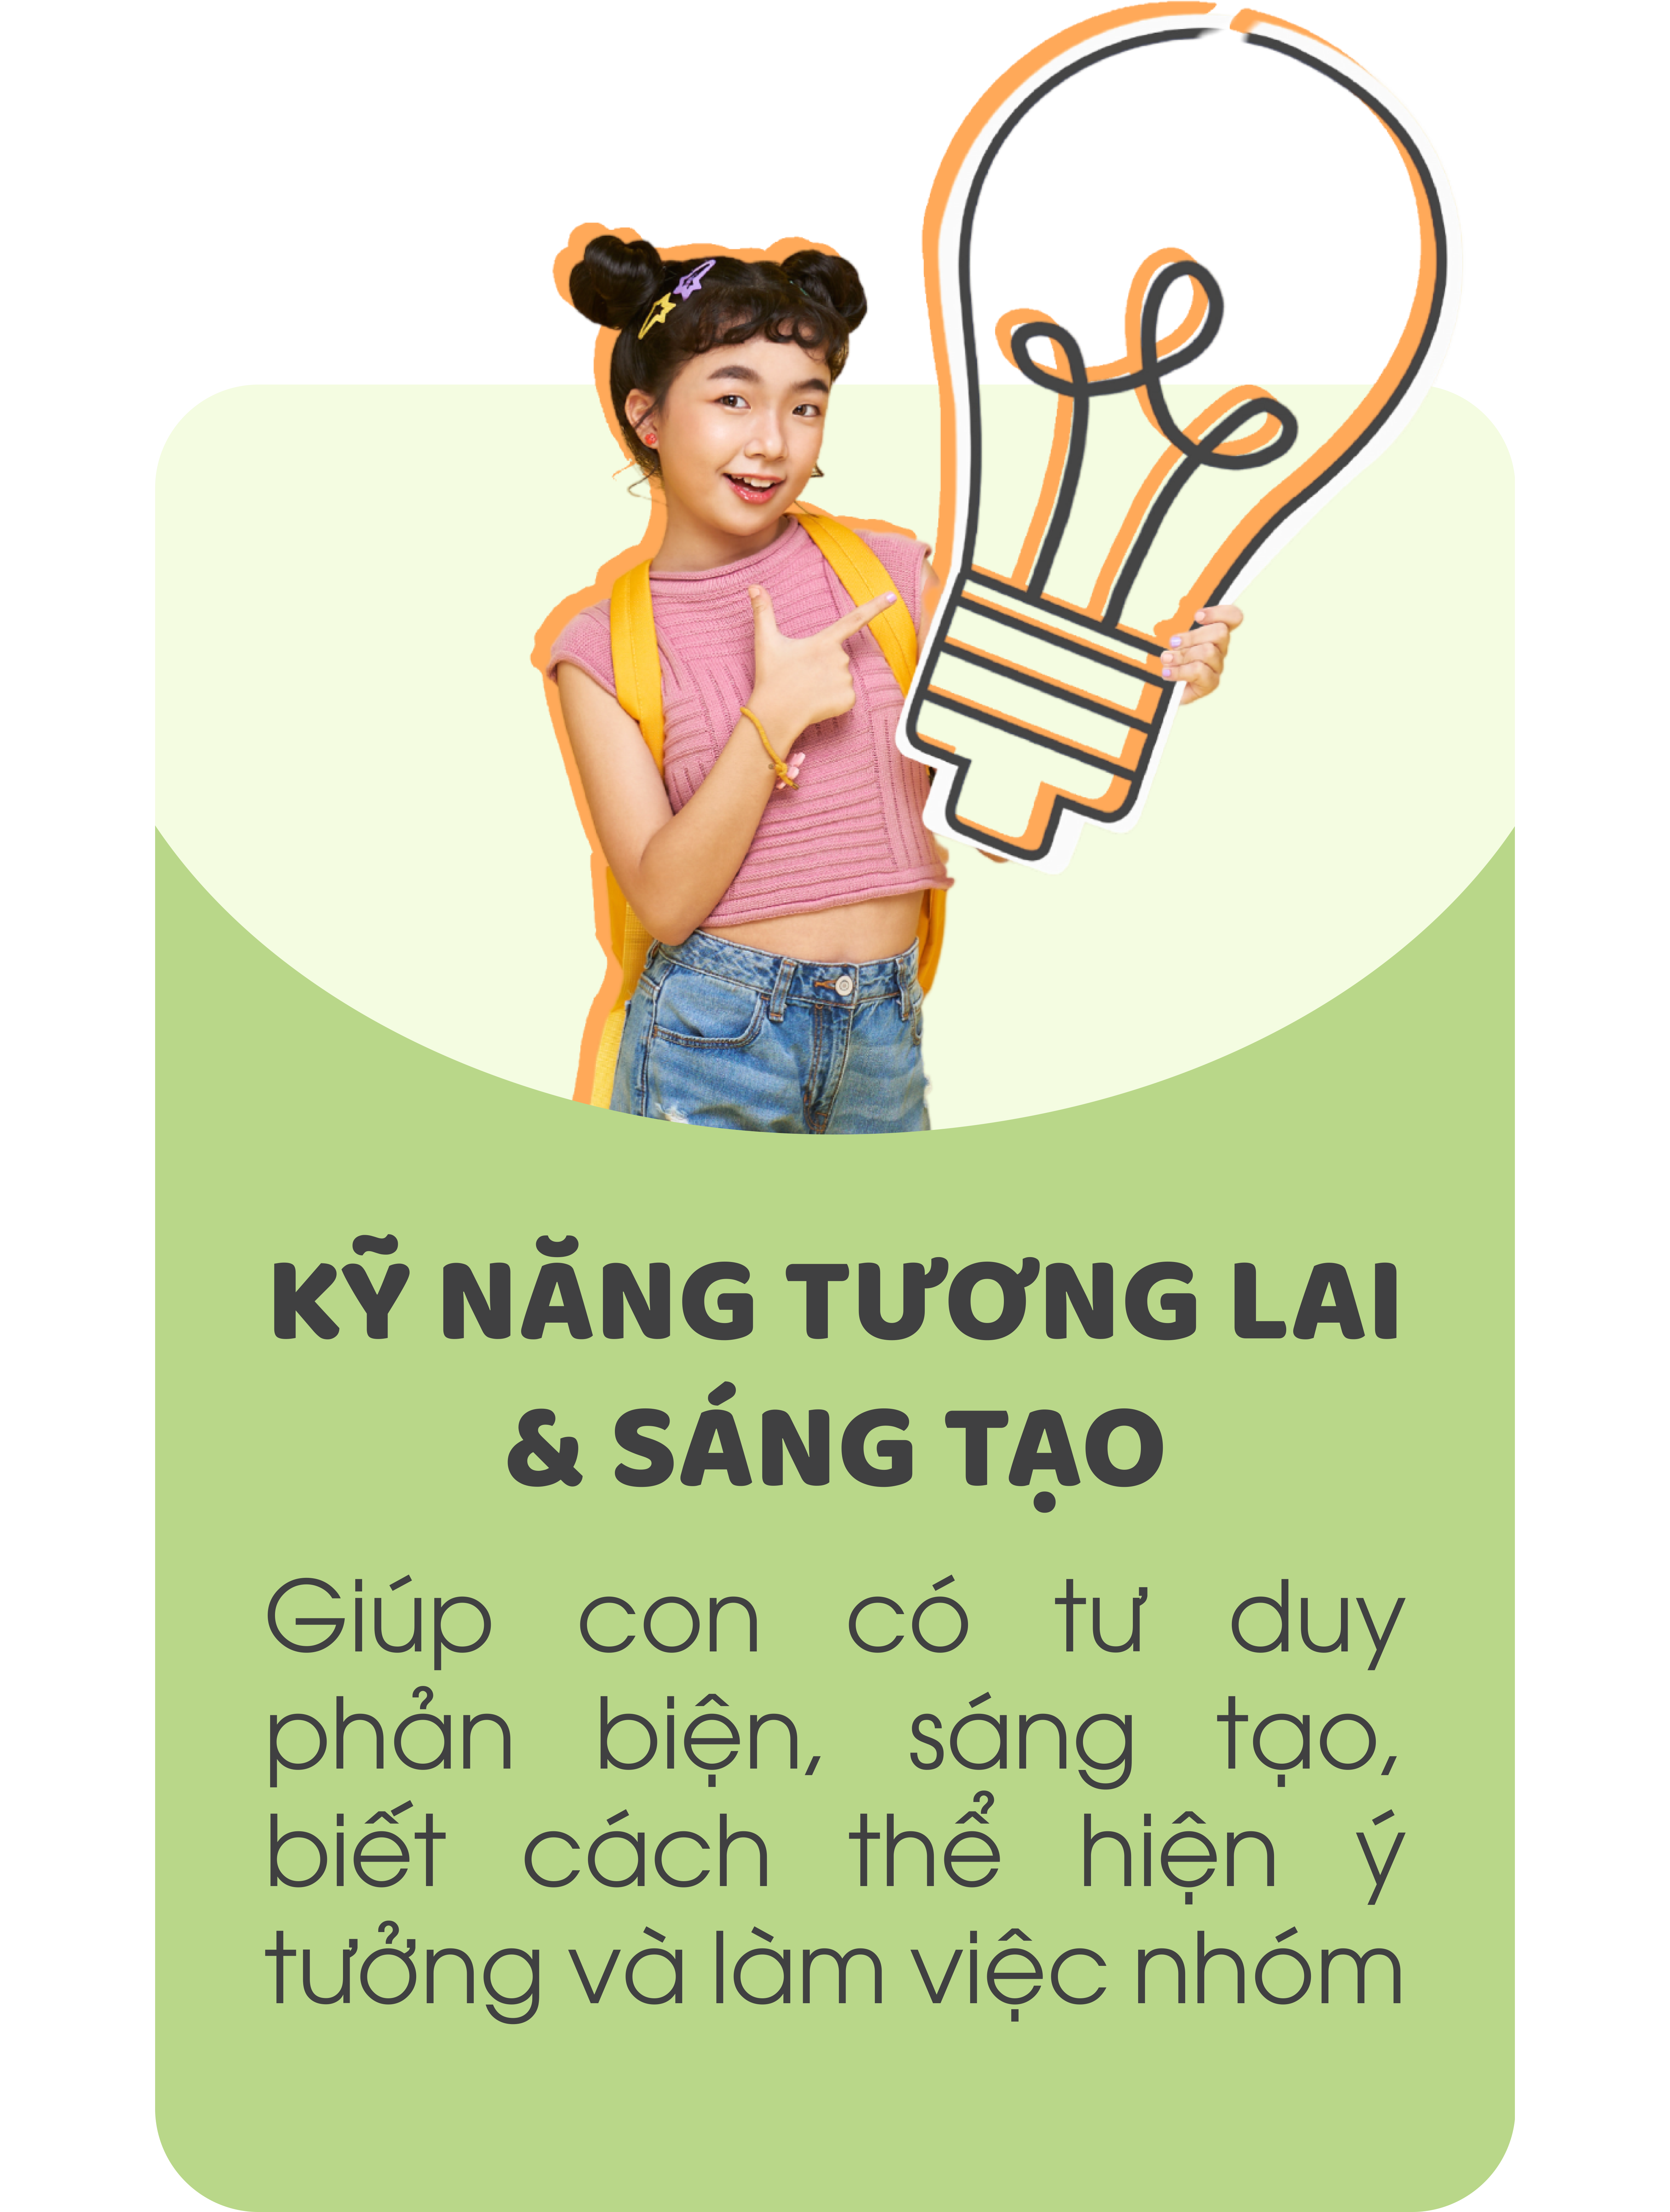 KỸ NĂNG TƯƠNG LAI
& SÁNG TẠO
Giúp con có tư duy
phản biện, sáng tạo,
biết cách thể hiện ý
tưởng và làm việc nhóm